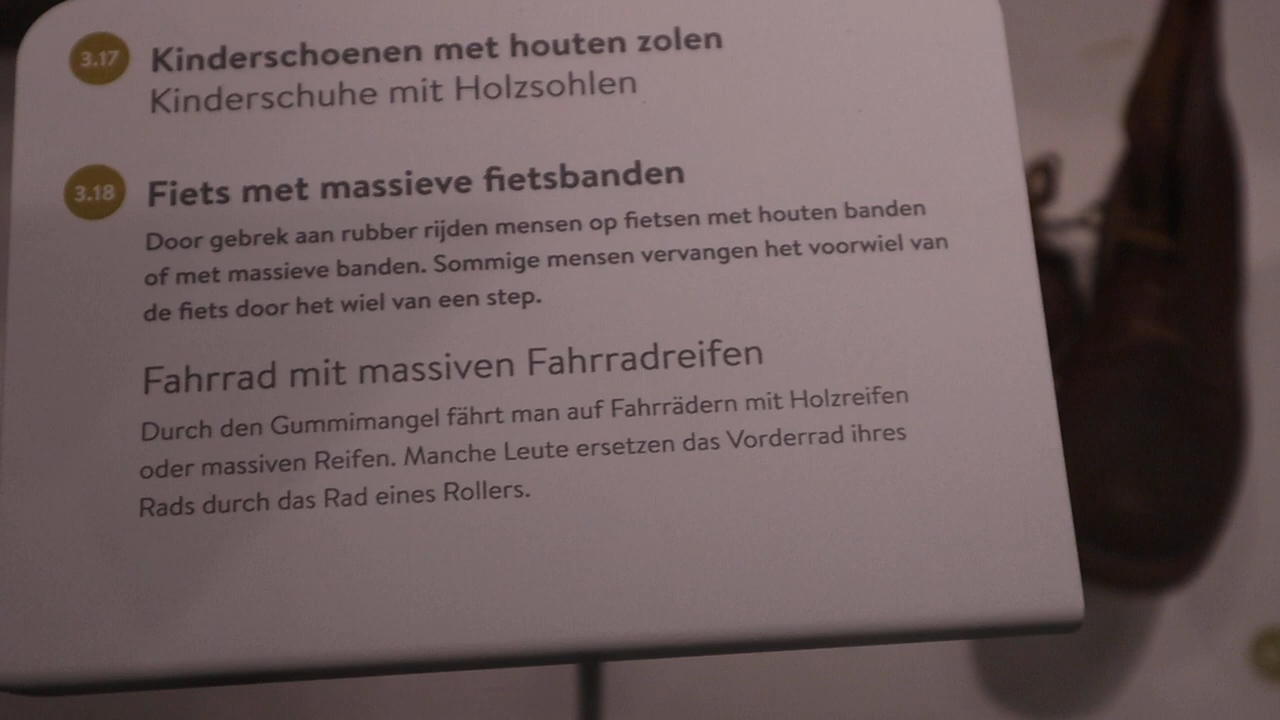 3.17 Kinderschoenen met houten zolen
Kinderschuhe mit Holzsohlen
3.18 Fiets met massieve fietsbanden
Door gebrek aan rubber rijden mensen op fietsen met houten banden
of met massieve banden. Sommige mensen vervangen het voorwiel van
de fiets door het wiel van een step.
Fahrrad mit massiven Fahrradreifen
Durch den Gummimangel fährt man auf Fahrrädern mit Holzreifen
oder massiven Reifen. Manche Leute ersetzen das Vorderrad ihres
Rads durch das Rad eines Rollers.